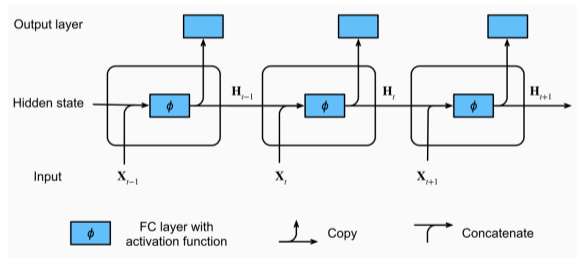 Output layer
Hidden state
ϕ
H_{t−1}
ϕ
H_t
ϕ
H_{t+1}
Input
X_{t−1}
X_t
X_{t+1}
ϕ
FC layer with
activation function
Copy
Concatenate